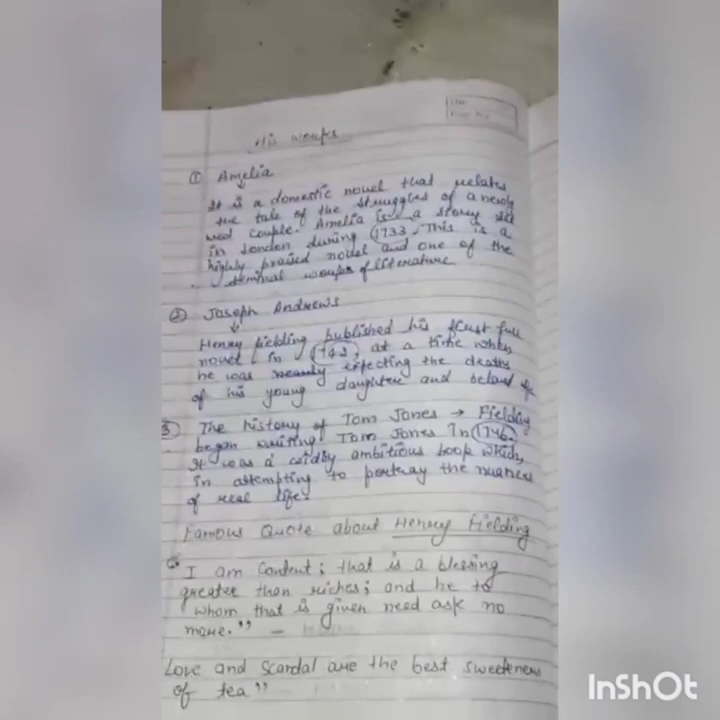 His works
① Amelia
It is a domestic novel that relates
the tale of the struggles of a newly
wed couple. Amelia is a story set
in London during 1733. This is a
highly praised novel and one of the
seminal works of literature
② Joseph Andrews
Henry fielding published his first full
novel in 1742, at a time when
he was nearly expecting the deaths
of his young daughter and
③ The history of Tom Jones → Fielding
began writing Tom Jones in 1746.
It was a wildly ambitious book which,
in attempting to portray the nuances
of real life.
Famous Quote about Henry Fielding
" I am content; that is a blessing
greater than riches; and he to
whom that is given need ask no
more." -
Love and Scandal are the best sweeteners
of tea"
InShOt